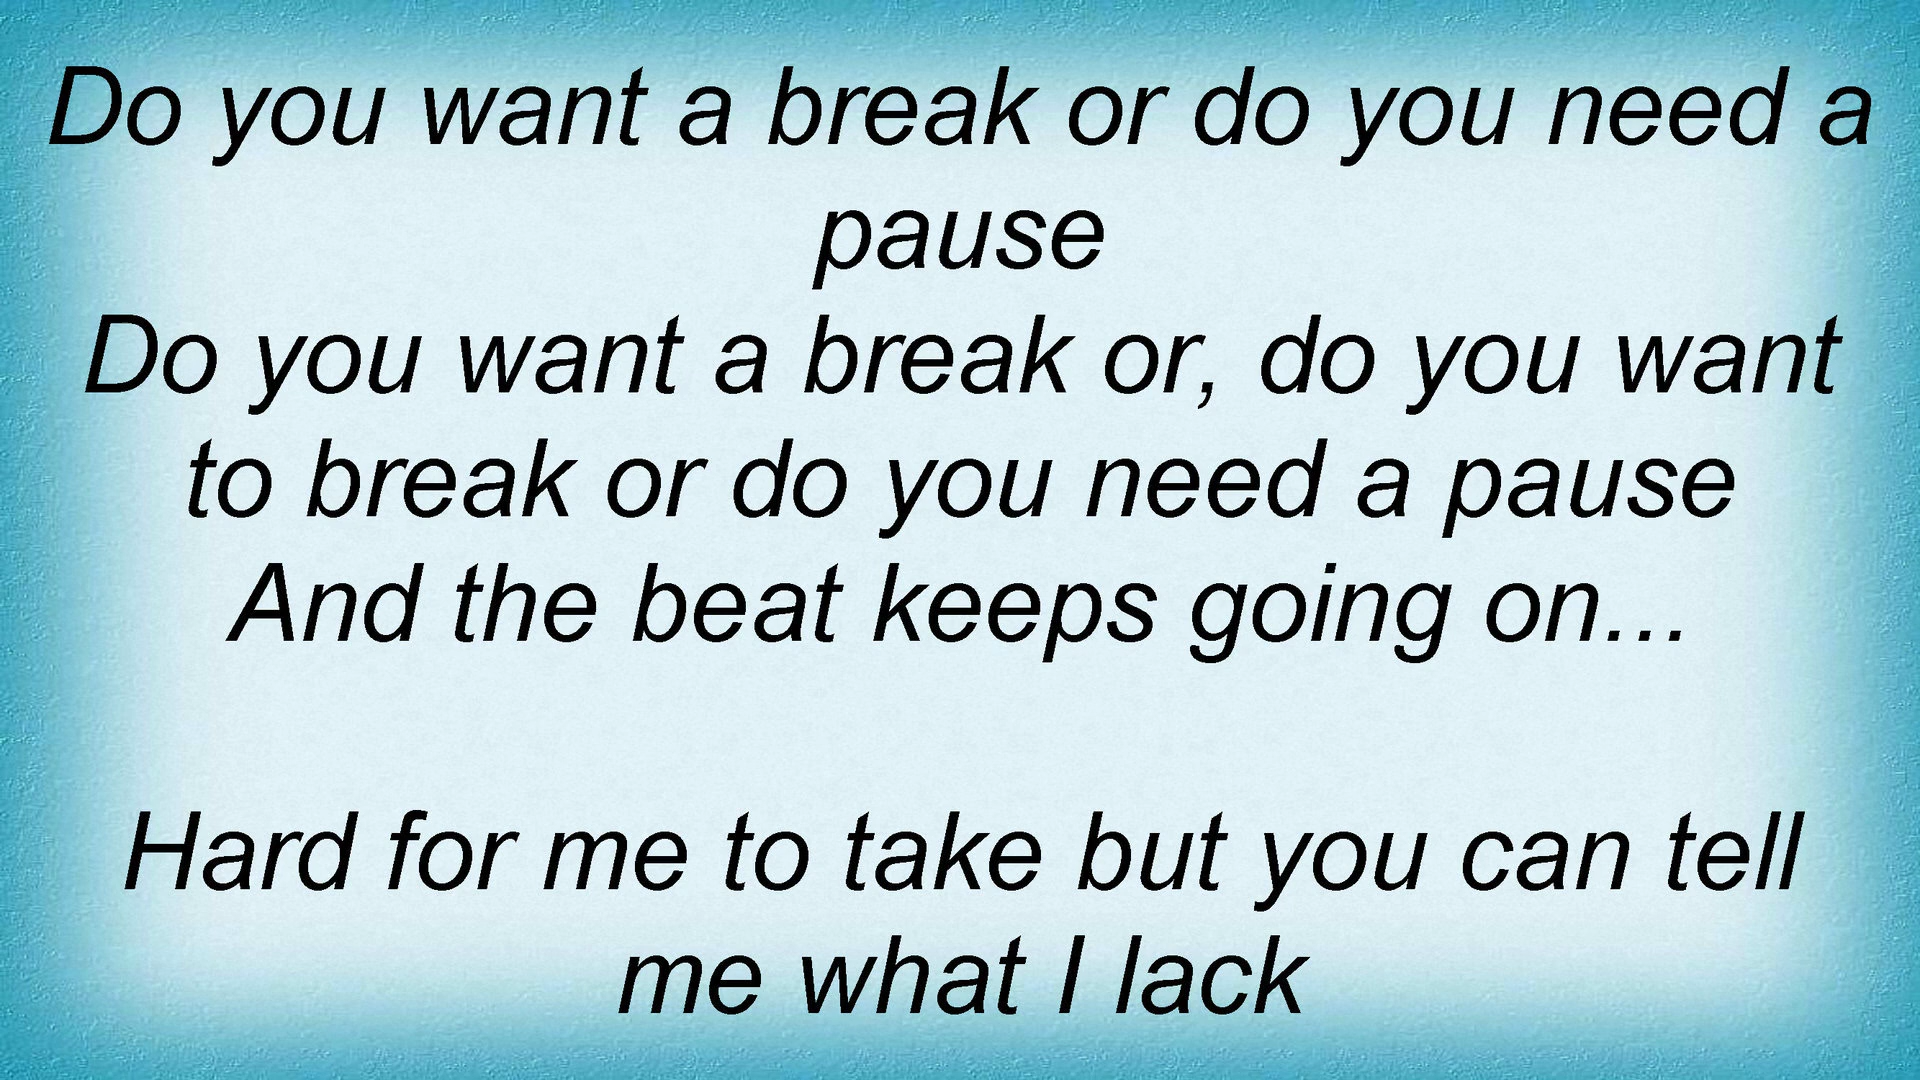 Do you want a break or do you need a
pause
Do you want a break or, do you want
to break or do you need a pause
And the beat keeps going on...
Hard for me to take but you can tell
me what I lack